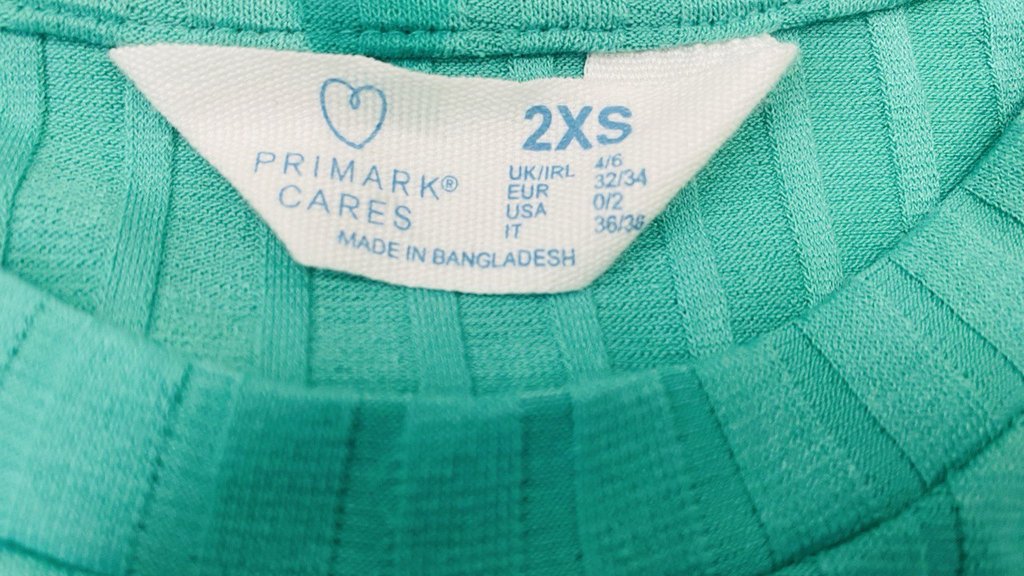 PRIMARK®
CARES
2XS
UK/IRL 4/6
EUR 32/34
USA 0/2
IT 36/38
MADE IN BANGLADESH